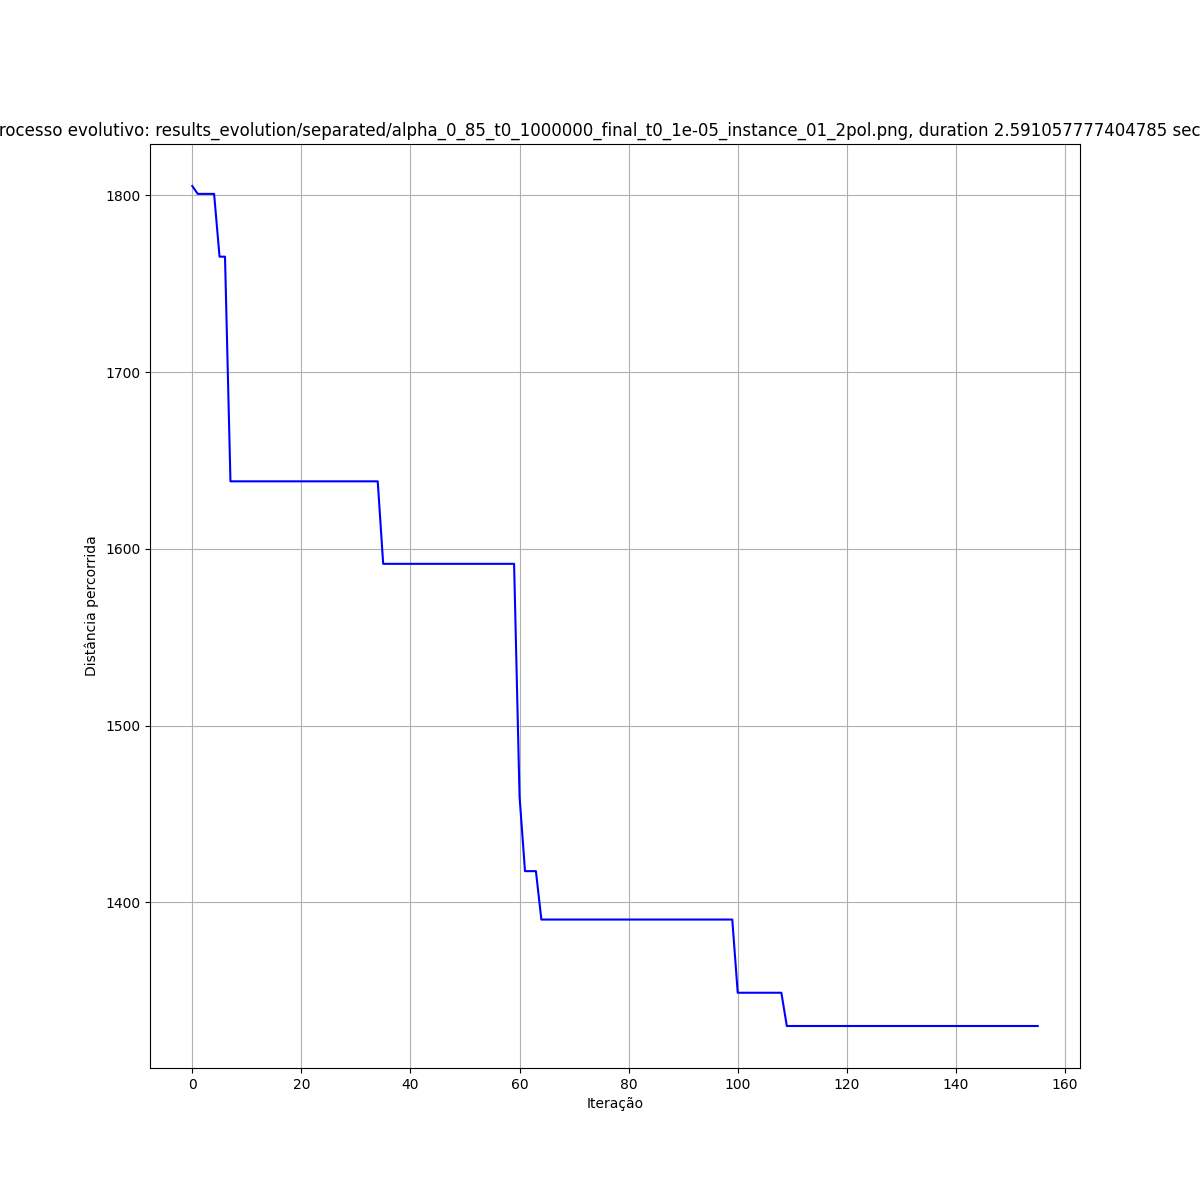 rocesso evolutivo: results_evolution/separated/alpha_0_85_t0_1000000_final_t0_1e-05_instance_01_2pol.png, duration 2.591057777404785 sec
1800
1700
1600
1500
1400
Distância percorrida
0 20 40 60 80 100 120 140 160
Iteração